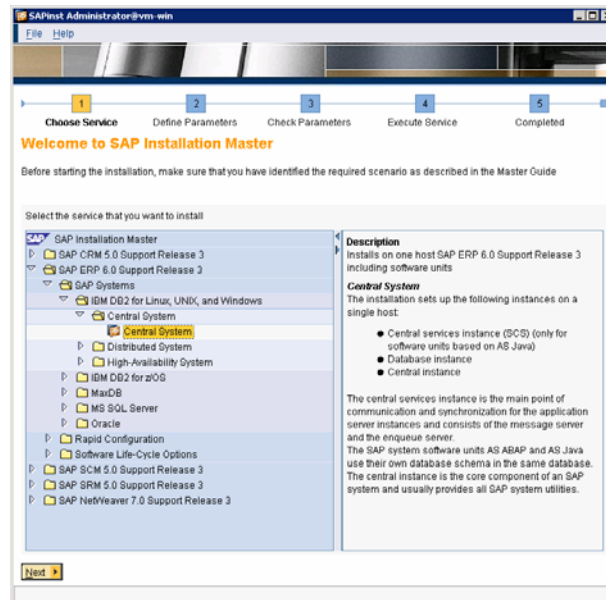 SAPinst Administrator@vm-win
File Help
1 2 3 4 5
Choose Service Define Parameters Check Parameters Execute Service Completed
Welcome to SAP Installation Master
Before starting the installation, make sure that you have identified the required scenario as described in the Master Guide
Select the service that you want to install
SAP SAP Installation Master
SAP CRM 5.0 Support Release 3
SAP ERP 6.0 Support Release 3
SAP Systems
IBM DB2 for Linux, UNIX, and Windows
Central System
Central System
Distributed System
High-Availability System
IBM DB2 for z/OS
MaxDB
MS SQL Server
Oracle
Rapid Configuration
Software Life-Cycle Options
SAP SCM 5.0 Support Release 3
SAP SRM 5.0 Support Release 3
SAP NetWeaver 7.0 Support Release 3
Description
Installs on one host SAP ERP 6.0 Support Release 3
including software units
Central System
The installation sets up the following instances on a
single host:
Central services instance (SCS) (only for
software units based on AS Java)
Database instance
Central instance
The central services instance is the main point of
communication and synchronization for the application
server instances and consists of the message server
and the enqueue server.
The SAP system software units AS ABAP and AS Java
use their own database schema in the same database.
The central instance is the core component of an SAP
system and usually provides all SAP system utilities.
Next